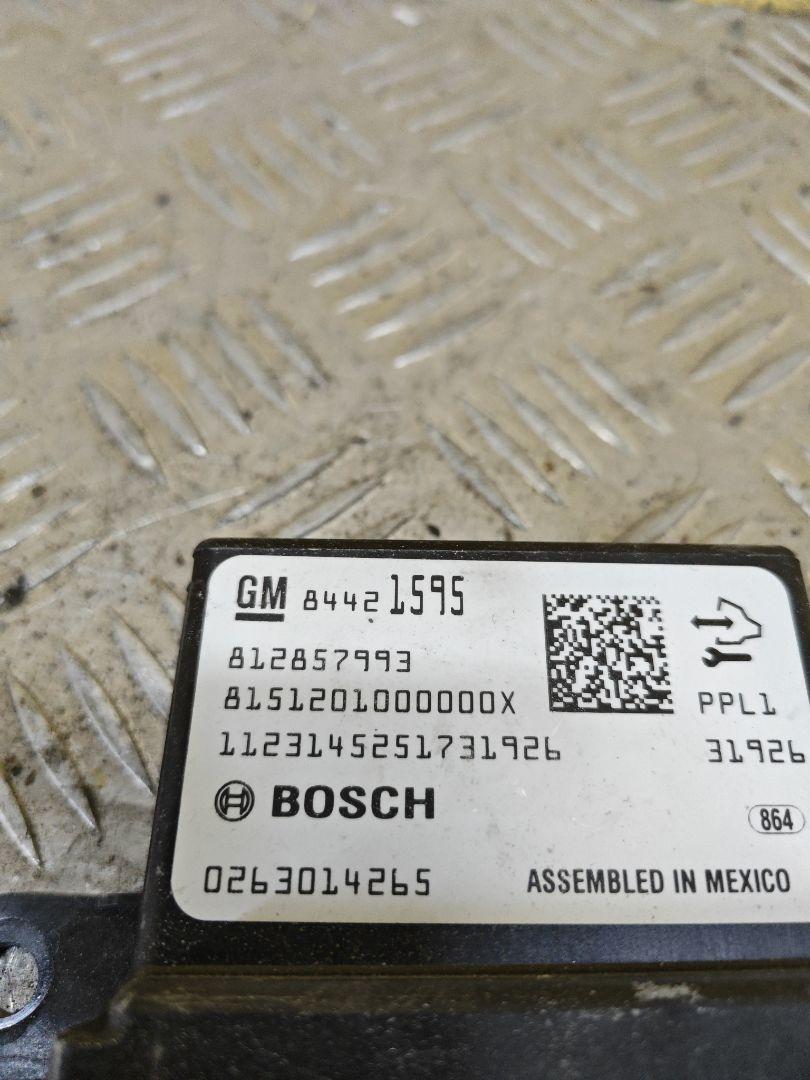 GM 84421595
812857993
8151201000000X
PPL1
1123145251731926
31926
BOSCH
864
0263014265
ASSEMBLED IN MEXICO